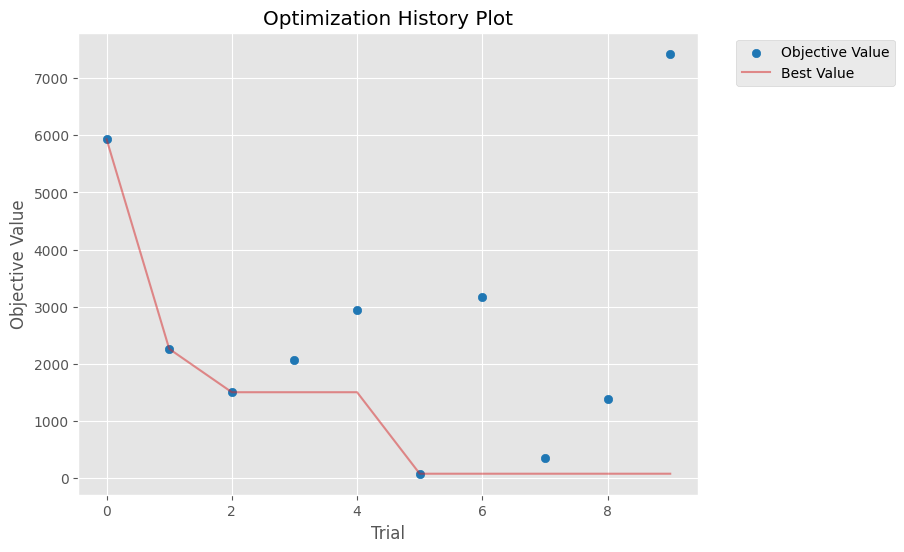 Optimization History Plot
Objective Value
Best Value
Objective Value
7000
6000
5000
4000
3000
2000
1000
0
0 2 4 6 8
Trial